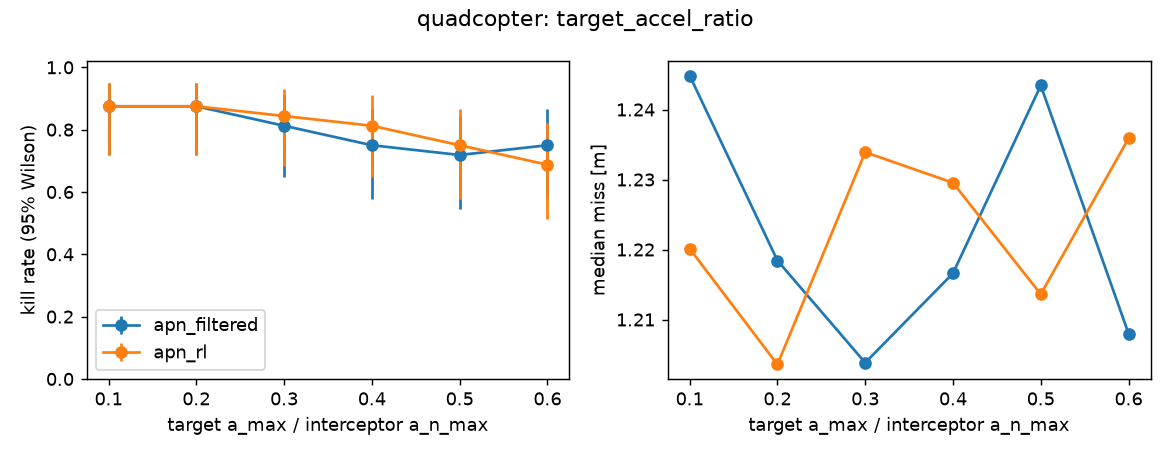 quadcopter: target_accel_ratio
kill rate (95% Wilson)
1.0
0.8
0.6
0.4
0.2
0.0
apn_filtered
apn_rl
0.1 0.2 0.3 0.4 0.5 0.6
target a_max / interceptor a_n_max
median miss [m]
1.24
1.23
1.22
1.21
0.1 0.2 0.3 0.4 0.5 0.6
target a_max / interceptor a_n_max